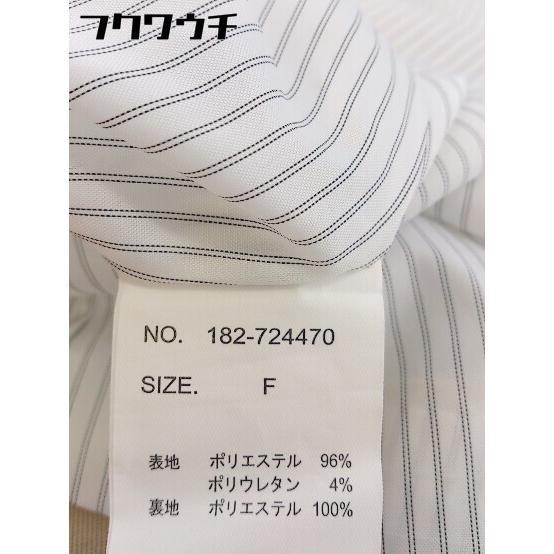 フクワウチ
NO. 182-724470
SIZE. F
表地 ポリエステル 96%
ポリウレタン 4%
裏地 ポリエステル 100%